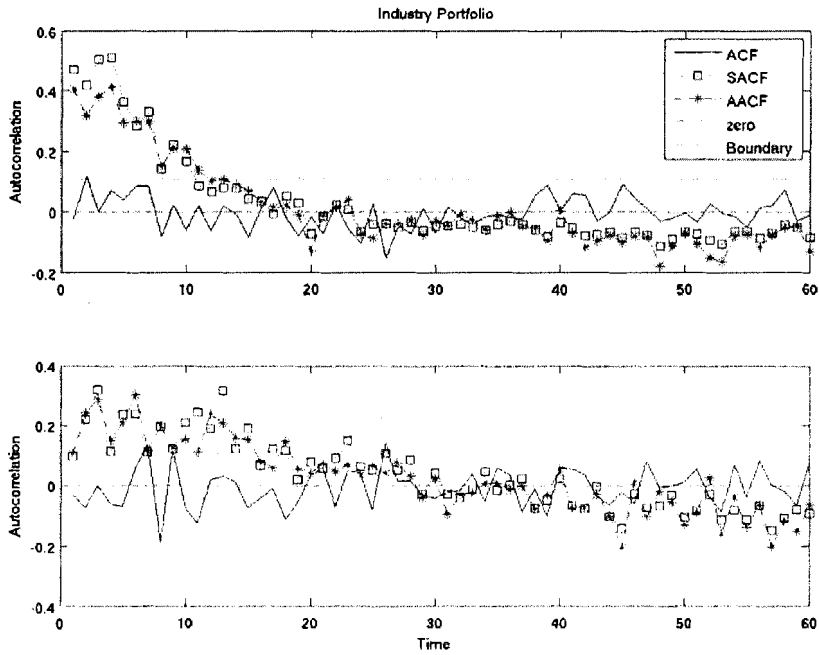 Industry Portfolio
0.6
0.4
0.2
0
-0.2
Autocorrelation
ACF
SACF
AACF
zero
Boundary
0 10 20 30 40 50 60
0.4
0.2
0
-0.2
-0.4
Autocorrelation
0 10 20 30 40 50 60
Time